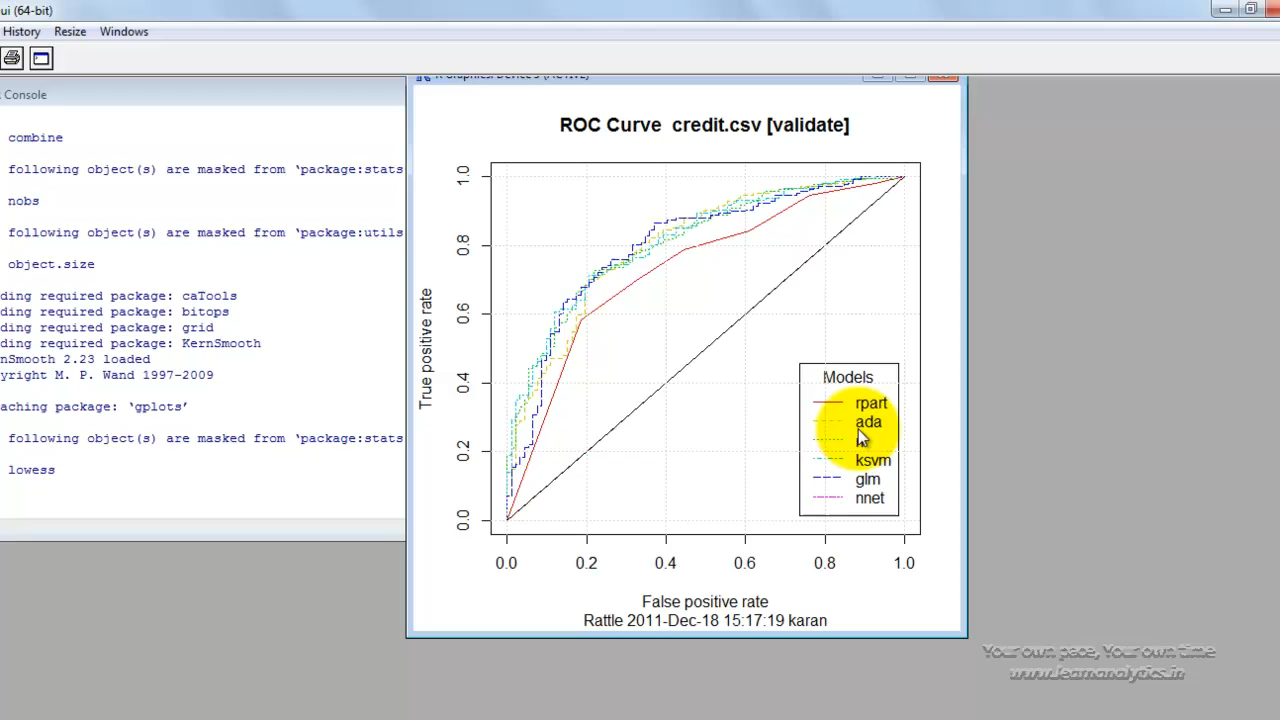 ui (64-bit)
History Resize Windows
Console
combine
following object(s) are masked from ‘package:stats
nobs
following object(s) are masked from ‘package:utils
object.size
ding required package: caTools
ding required package: bitops
ding required package: grid
ding required package: KernSmooth
nSmooth 2.23 loaded
yright M. P. Wand 1997-2009
aching package: ‘gplots’
following object(s) are masked from ‘package:stats
lowess
ROC Curve credit.csv [validate]
True positive rate
1.0
0.8
0.6
0.4
0.2
0.0
Models
rpart
ada
ksvm
glm
nnet
0.0 0.2 0.4 0.6 0.8 1.0
False positive rate
Rattle 2011-Dec-18 15:17:19 karan
Your own pace, Your own time
www.learnanalytics.in